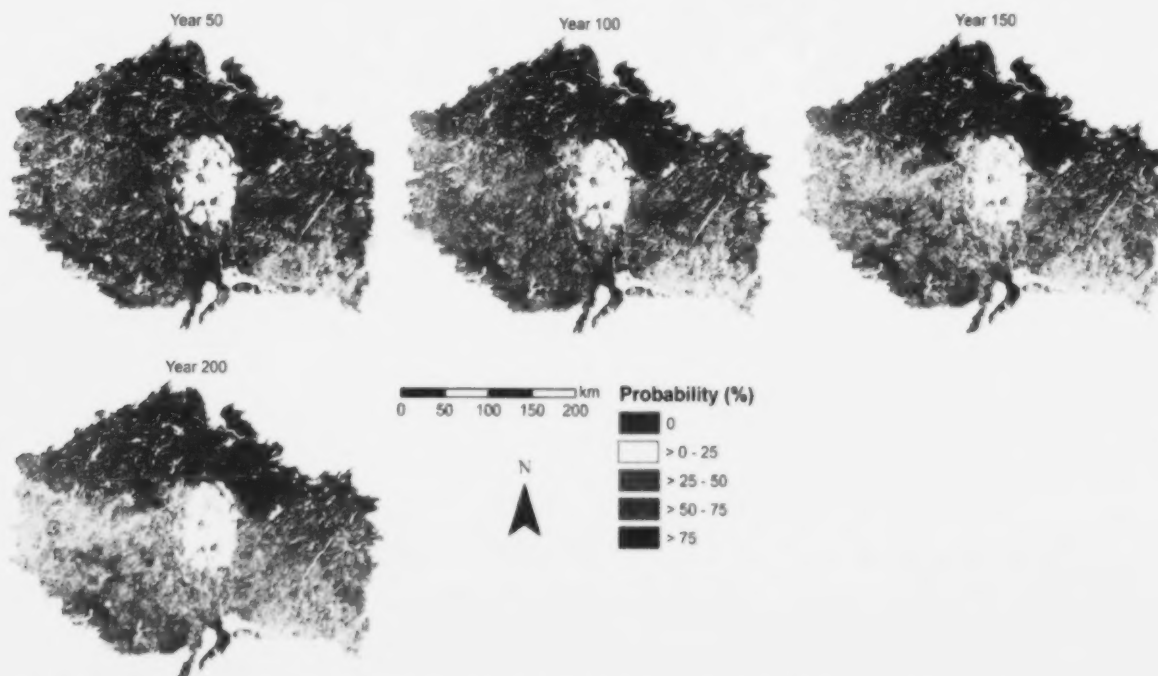 Year 50
Year 100
Year 150
Year 200
km
0 50 100 150 200
N
Probability (%)
0
> 0 - 25
> 25 - 50
> 50 - 75
> 75